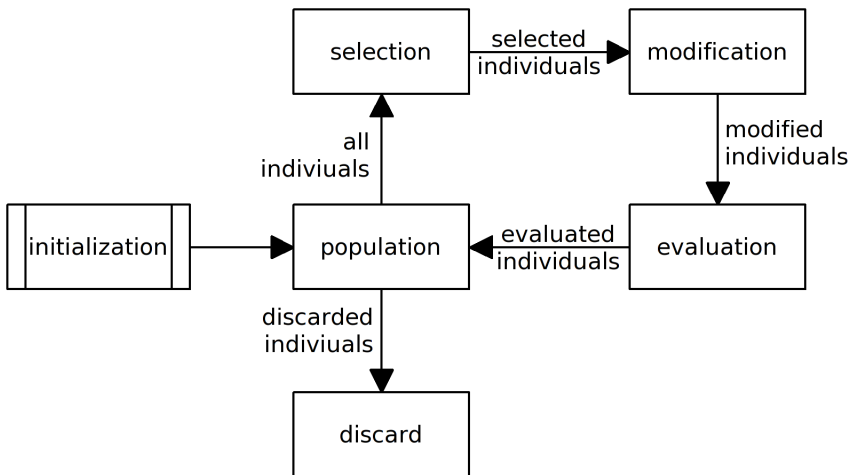 selection
selected
individuals
modification
all
indiviuals
modified
individuals
initialization
population
evaluated
individuals
evaluation
discarded
indiviuals
discard